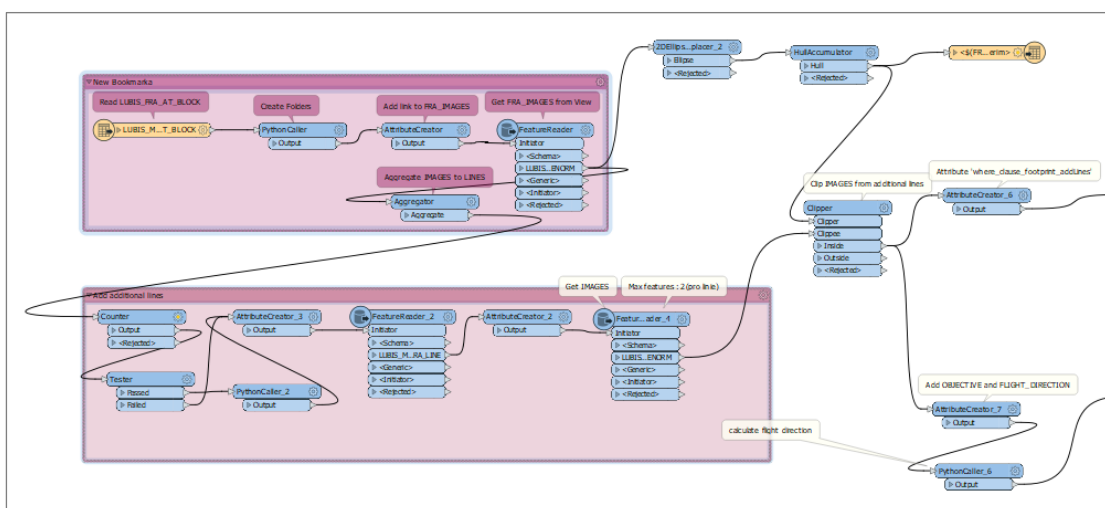 2DEllips...placer_2
Ellipse
<Rejected>
HullAccumulator
Hull
<Rejected>
<$(FR...erim>
New Bookmarka
Read LUBIS_FRA_AT_BLOCK
Create Folders
Add link to FRA_IMAGES
Get FRA_IMAGES from View
LUBIS_M...T_BLOCK
PythonCaller
Output
AttributeCreator
Output
FeatureReader
Initiator
<Schema>
LUBIS...ENORM
<Generic>
<Initiator>
<Rejected>
Aggregate IMAGES to LINES
Aggregator
Aggregate
Clip IMAGES from additional lines
Clipper
Clipper
Clippee
Inside
Outside
<Rejected>
Attribute 'where_clause_footprint_addLines'
AttributeCreator_6
Output
Add additional lines
Get IMAGES
Max features : 2 (pro linie)
Counter
Output
<Rejected>
AttributeCreator_3
Output
FeatureReader_2
Initiator
<Schema>
LUBIS_M...RA_LINE
<Generic>
<Initiator>
<Rejected>
AttributeCreator_2
Output
Featur...ader_4
Initiator
<Schema>
LUBIS...ENORM
<Generic>
<Initiator>
<Rejected>
Tester
Passed
Failed
PythonCaller_2
Output
Add OBJECTIVE and FLIGHT_DIRECTION
AttributeCreator_7
Output
calculate flight direction
PythonCaller_6
Output